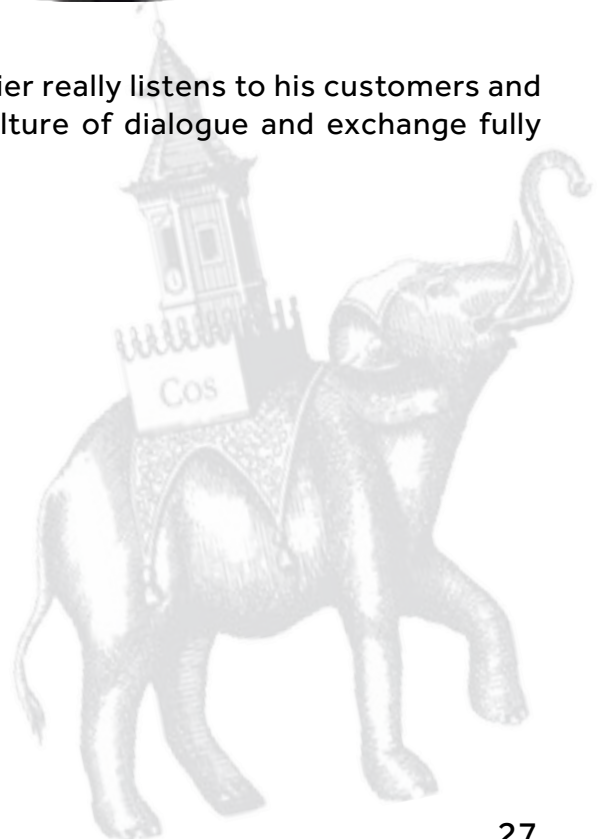 ier really listens to his customers and
lture of dialogue and exchange fully
Cos
27